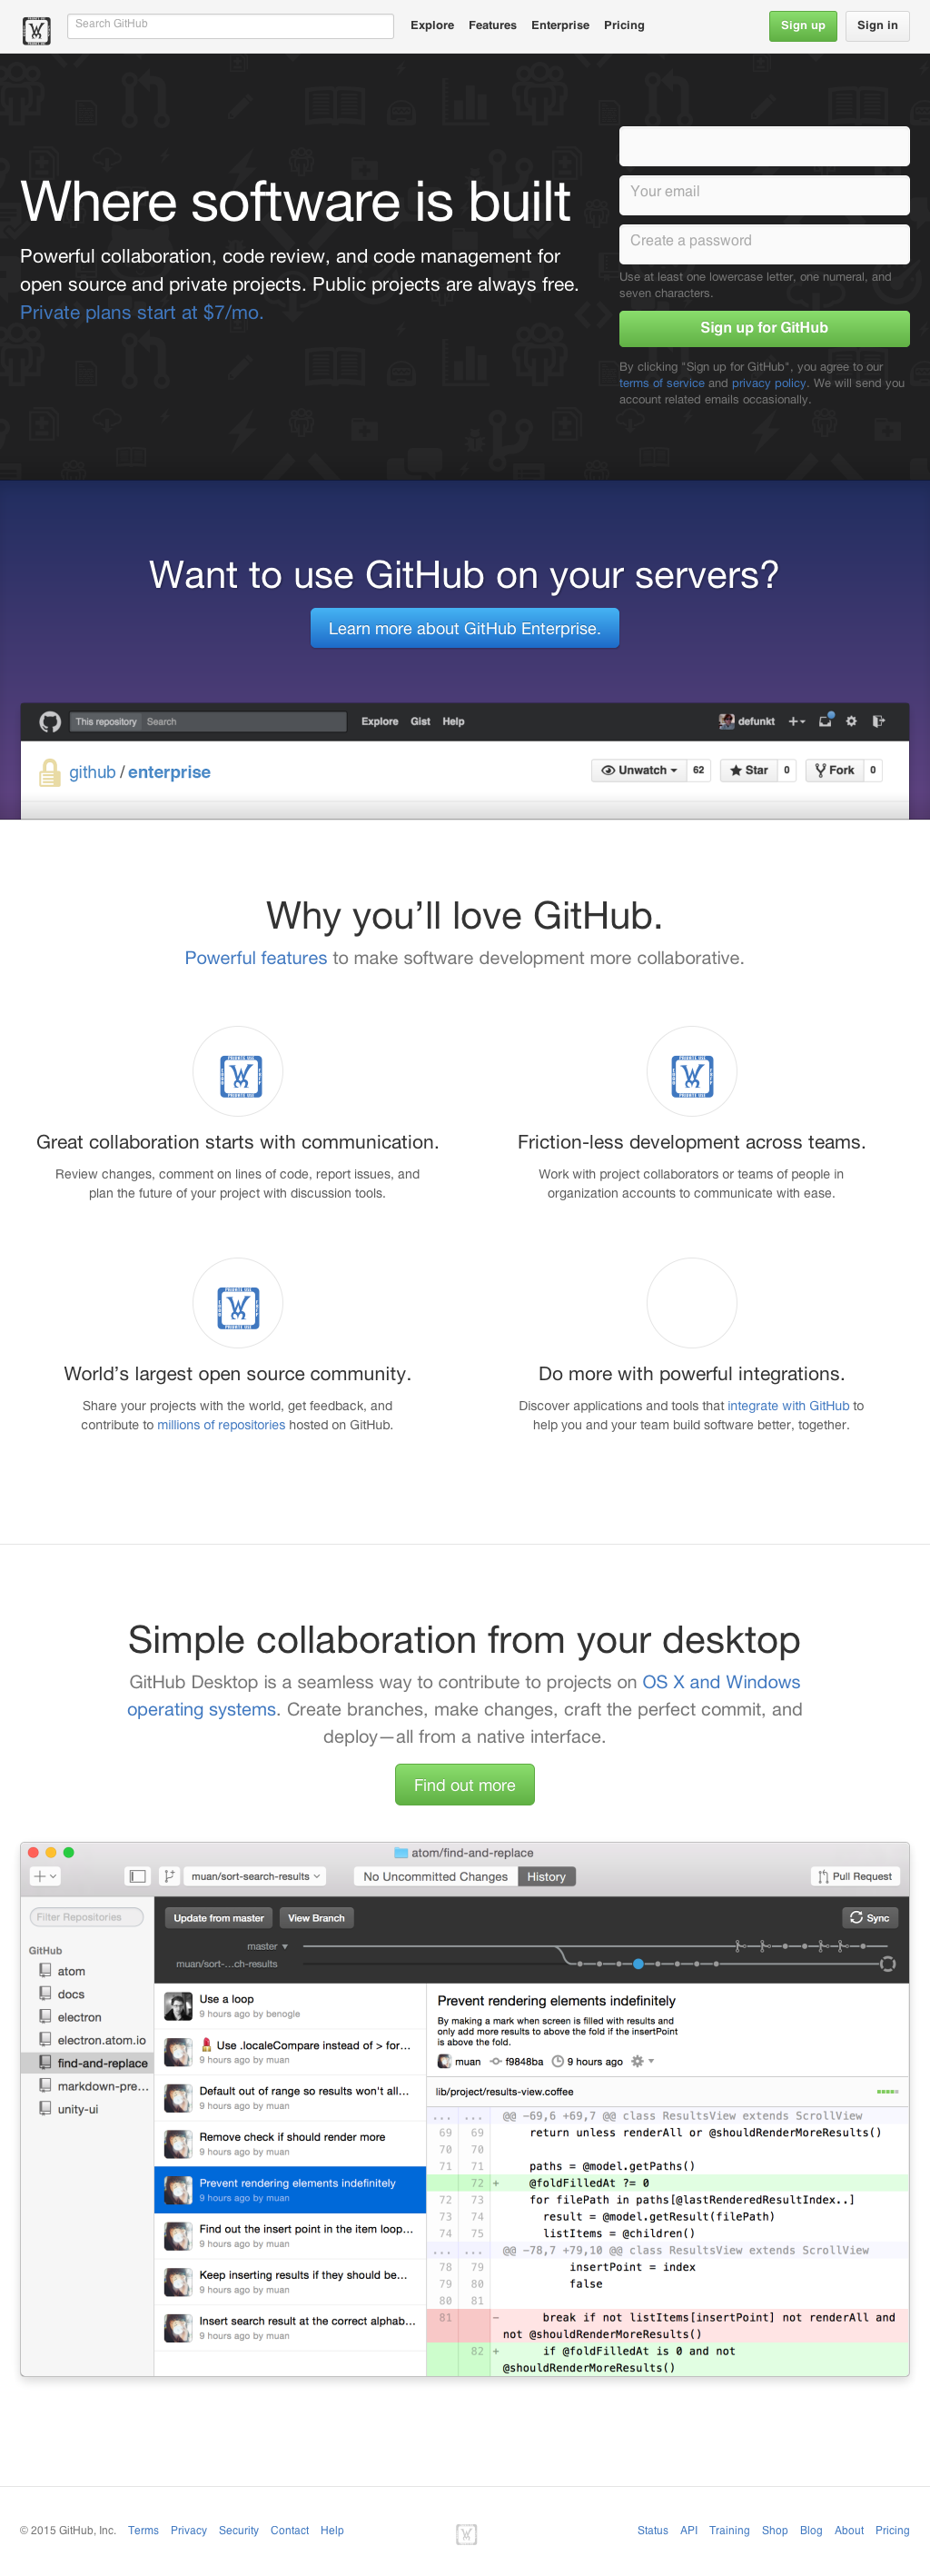 Search GitHub
Explore Features Enterprise Pricing
Sign up Sign in
Where software is built
Powerful collaboration, code review, and code management for
open source and private projects. Public projects are always free.
Private plans start at $7/mo.
Your email
Create a password
Use at least one lowercase letter, one numeral, and
seven characters.
Sign up for GitHub
By clicking "Sign up for GitHub", you agree to our
terms of service and privacy policy. We will send you
account related emails occasionally.
Want to use GitHub on your servers?
Learn more about GitHub Enterprise.
This repository Search Explore Gist Help defunkt
github / enterprise Unwatch 62 Star 0 Fork 0
Why you’ll love GitHub.
Powerful features to make software development more collaborative.
PRIVATE USE
PRIVATE USE
Great collaboration starts with communication.
Review changes, comment on lines of code, report issues, and
plan the future of your project with discussion tools.
PRIVATE USE
PRIVATE USE
Friction-less development across teams.
Work with project collaborators or teams of people in
organization accounts to communicate with ease.
PRIVATE USE
PRIVATE USE
World’s largest open source community.
Share your projects with the world, get feedback, and
contribute to millions of repositories hosted on GitHub.
Do more with powerful integrations.
Discover applications and tools that integrate with GitHub to
help you and your team build software better, together.
Simple collaboration from your desktop
GitHub Desktop is a seamless way to contribute to projects on OS X and Windows
operating systems. Create branches, make changes, craft the perfect commit, and
deploy—all from a native interface.
Find out more
atom/find-and-replace
muan/sort-search-results No Uncommitted Changes History Pull Request
Filter Repositories
GitHub
atom
docs
electron
electron.atom.io
find-and-replace
markdown-pre...
unity-ui
Update from master View Branch Sync
master
muan/sort-...ch-results
Use a loop
9 hours ago by benogle
Use .localeCompare instead of > for...
9 hours ago by muan
Default out of range so results won't all...
9 hours ago by muan
Remove check if should render more
9 hours ago by muan
Prevent rendering elements indefinitely
9 hours ago by muan
Find out the insert point in the item loop...
9 hours ago by muan
Keep inserting results if they should be...
9 hours ago by muan
Insert search result at the correct alphab...
9 hours ago by muan
Prevent rendering elements indefinitely
By making a mark when screen is filled with results and
only add more results to above the fold if the insertPoint
is above the fold.
muan f9848ba 9 hours ago
lib/project/results-view.coffee
... ... @@ -69,6 +69,7 @@ class ResultsView extends ScrollView
69 69 return unless renderAll or @shouldRenderMoreResults()
70 70
71 71 paths = @model.getPaths()
72 + @foldFilledAt ?= 0
72 73 for filePath in paths[@lastRenderedResultIndex..]
73 74 result = @model.getResult(filePath)
74 75 listItems = @children()
... ... @@ -78,7 +79,10 @@ class ResultsView extends ScrollView
78 79 insertPoint = index
79 80 false
80 81
81 - break if not listItems[insertPoint] not renderAll and
not @shouldRenderMoreResults()
82 + if @foldFilledAt is 0 and not
@shouldRenderMoreResults()
© 2015 GitHub, Inc. Terms Privacy Security Contact Help
Status API Training Shop Blog About Pricing